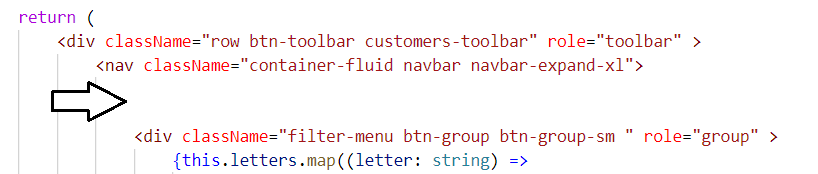 return (
<div className="row btn-toolbar customers-toolbar" role="toolbar" >
<nav className="container-fluid navbar navbar-expand-xl">
<div className="filter-menu btn-group btn-group-sm " role="group" >
{this.letters.map((letter: string) =>